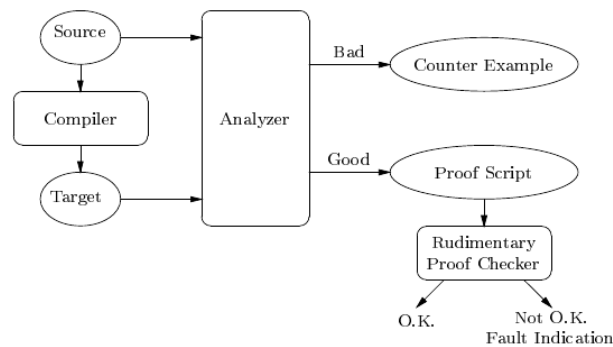 Source
Compiler
Target
Analyzer
Bad
Counter Example
Good
Proof Script
Rudimentary
Proof Checker
O.K.
Not O.K.
Fault Indication